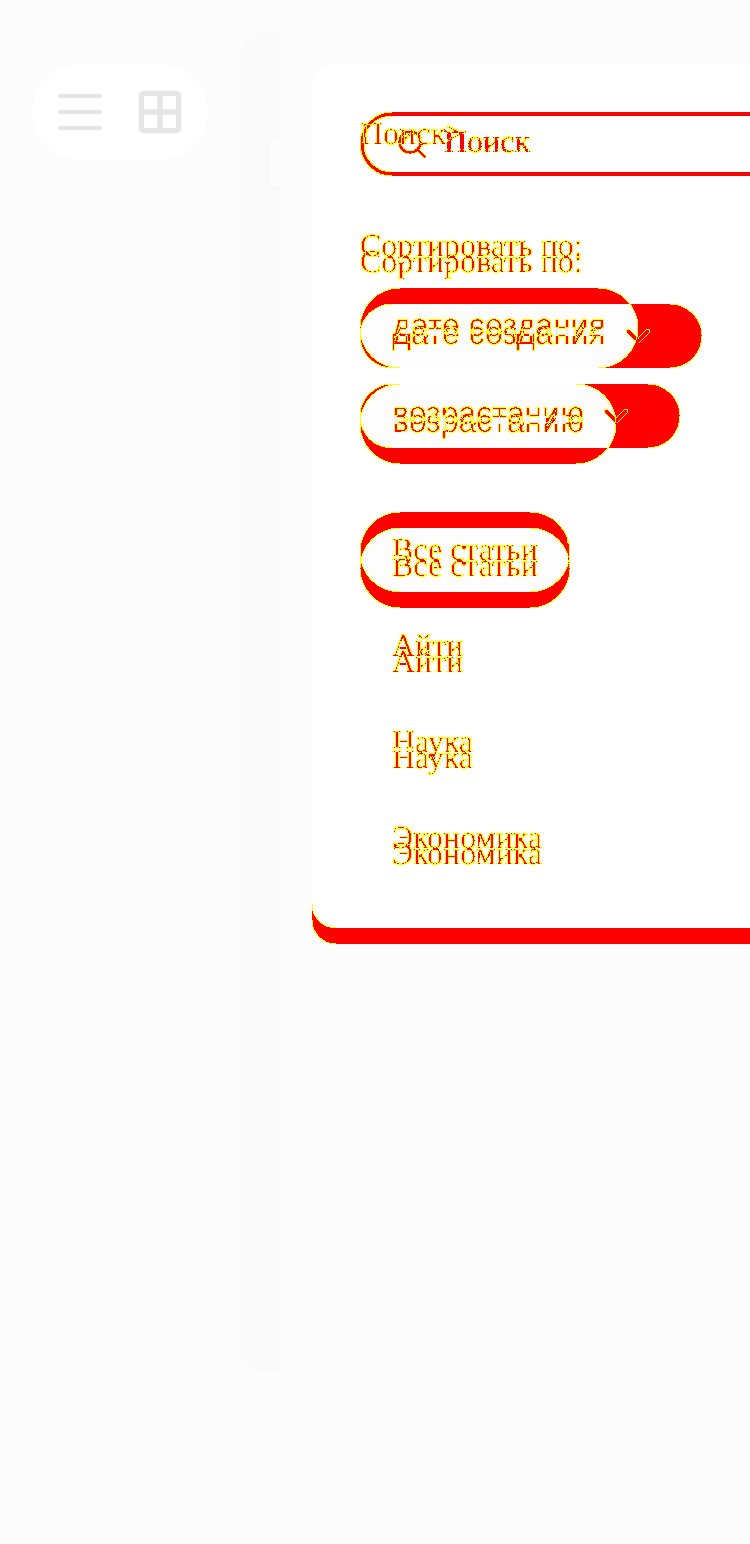 Поиск>
Поиск
Сортировать по:
Сортировать по:
дате создания
дате создания
возрастанию
возрастанию
Все статьи
Все статьи
Айти
Айти
Наука
Наука
Экономика
Экономика